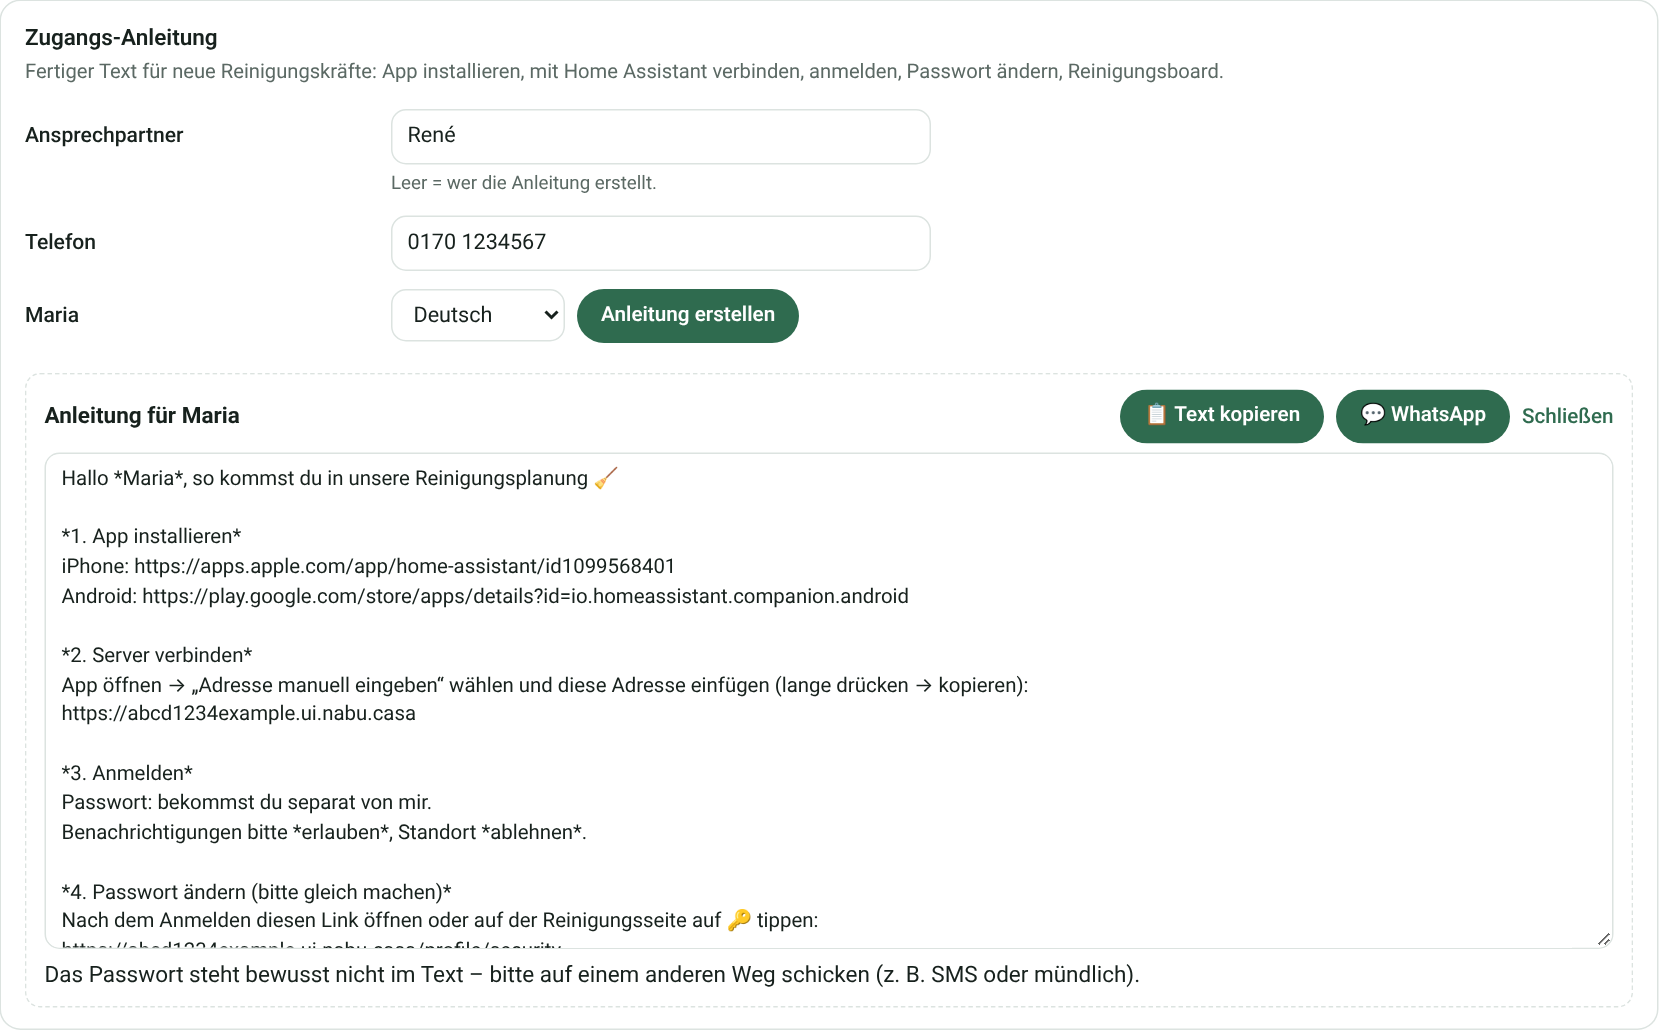 Zugangs-Anleitung
Fertiger Text für neue Reinigungskräfte: App installieren, mit Home Assistant verbinden, anmelden, Passwort ändern, Reinigungsboard.
Ansprechpartner
René
Leer = wer die Anleitung erstellt.
Telefon
0170 1234567
Maria
Deutsch
Anleitung erstellen
Anleitung für Maria
📋 Text kopieren
💬 WhatsApp
Schließen
Hallo *Maria*, so kommst du in unsere Reinigungsplanung 🧹
*1. App installieren*
iPhone: https://apps.apple.com/app/home-assistant/id1099568401
Android: https://play.google.com/store/apps/details?id=io.homeassistant.companion.android
*2. Server verbinden*
App öffnen → „Adresse manuell eingeben“ wählen und diese Adresse einfügen (lange drücken → kopieren):
https://abcd1234example.ui.nabu.casa
*3. Anmelden*
Passwort: bekommst du separat von mir.
Benachrichtigungen bitte *erlauben*, Standort *ablehnen*.
*4. Passwort ändern (bitte gleich machen)*
Nach dem Anmelden diesen Link öffnen oder auf der Reinigungsseite auf 🔑 tippen:
https://abcd1234example.ui.nabu.casa/profile/security
Das Passwort steht bewusst nicht im Text – bitte auf einem anderen Weg schicken (z. B. SMS oder mündlich).